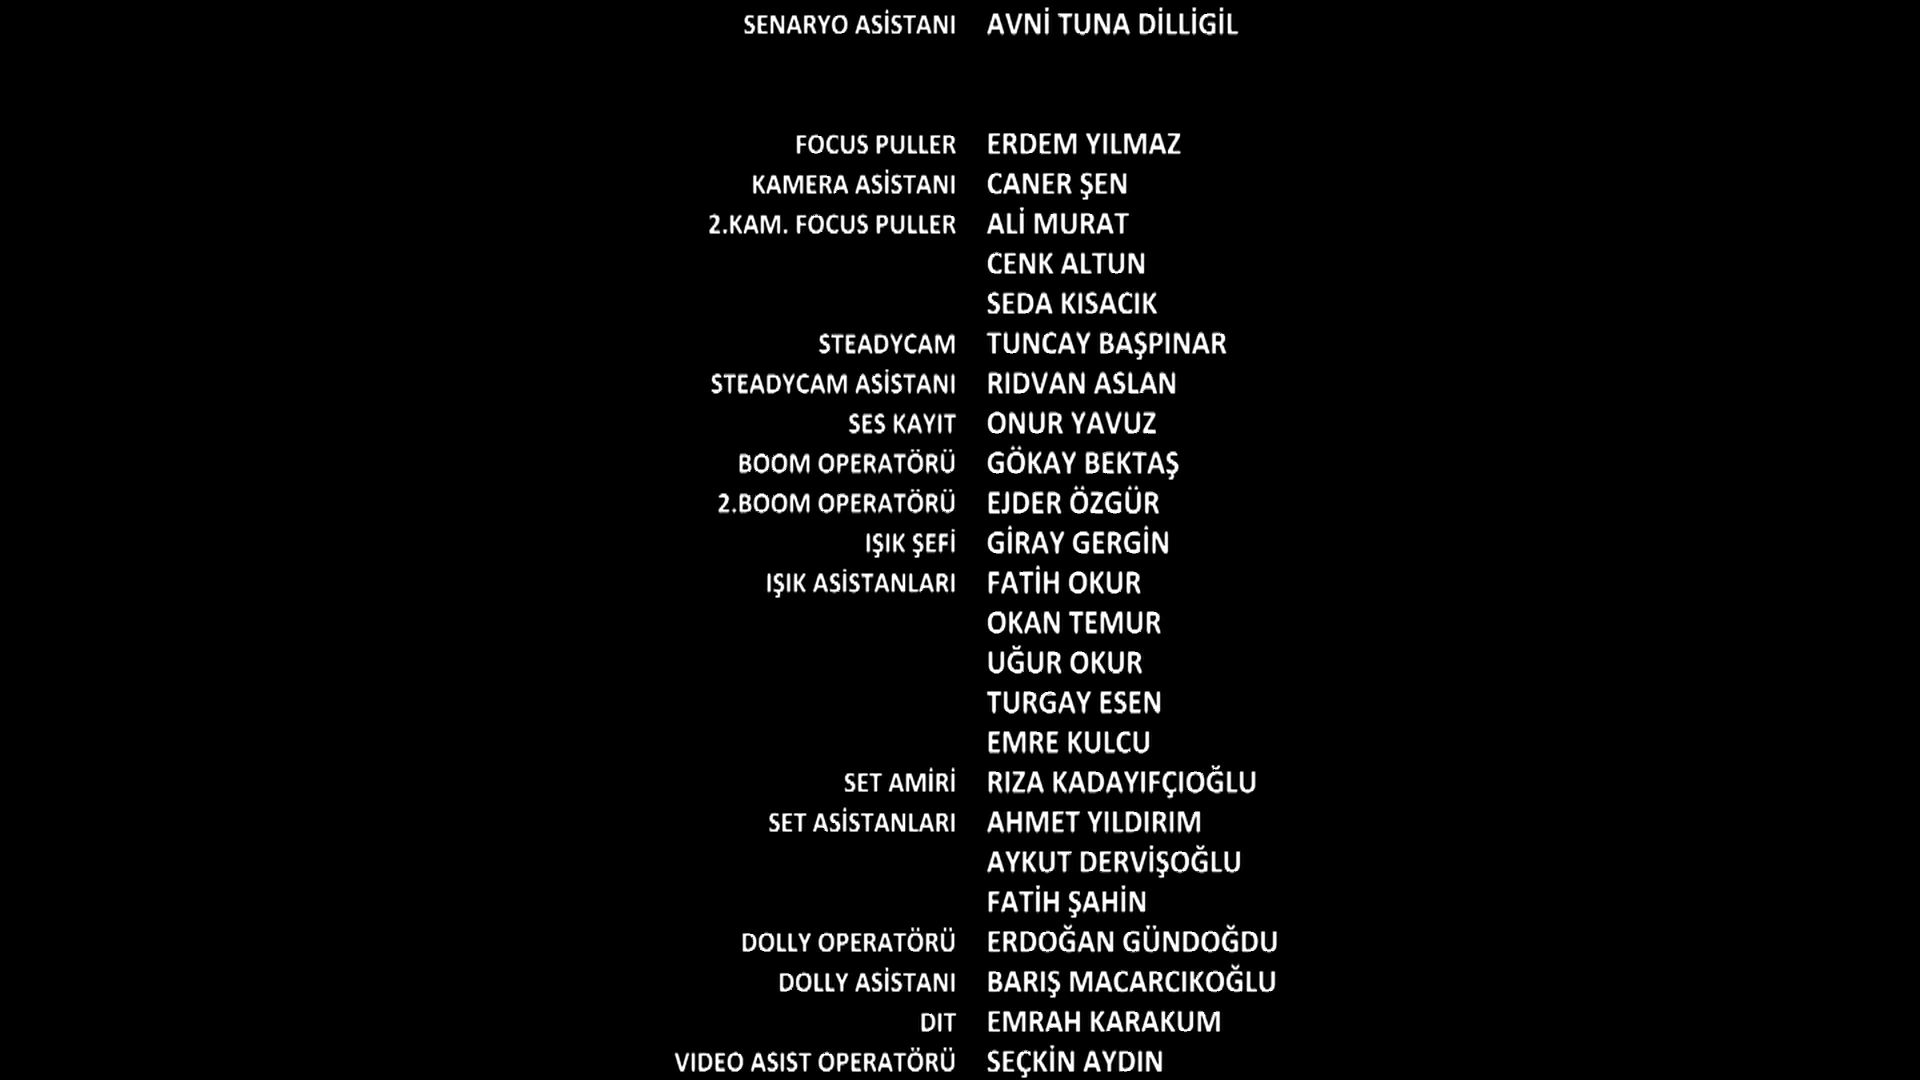 SENARYO ASİSTANI AVNİ TUNA DİLLİGİL
FOCUS PULLER ERDEM YILMAZ
KAMERA ASİSTANI CANER ŞEN
2.KAM. FOCUS PULLER ALİ MURAT
CENK ALTUN
SEDA KISACIK
STEADYCAM TUNCAY BAŞPINAR
STEADYCAM ASİSTANI RIDVAN ASLAN
SES KAYIT ONUR YAVUZ
BOOM OPERATÖRÜ GÖKAY BEKTAŞ
2.BOOM OPERATÖRÜ EJDER ÖZGÜR
IŞIK ŞEFİ GİRAY GERGİN
IŞIK ASİSTANLARI FATİH OKUR
OKAN TEMUR
UĞUR OKUR
TURGAY ESEN
EMRE KULCU
SET AMİRİ RIZA KADAYIFÇIOĞLU
SET ASİSTANLARI AHMET YILDIRIM
AYKUT DERVİŞOĞLU
FATİH ŞAHİN
DOLLY OPERATÖRÜ ERDOĞAN GÜNDOĞDU
DOLLY ASİSTANI BARIŞ MACARCIKOĞLU
DIT EMRAH KARAKUM
VIDEO ASIST OPERATÖRÜ SEÇKİN AYDIN